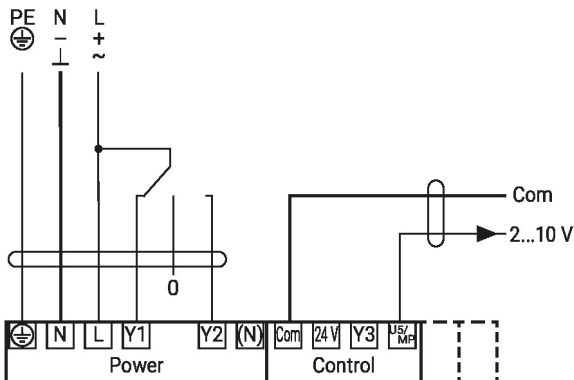 PE N L
– +
~
Com
2...10 V
0
N L Y1 Y2 (N) Com 24 V Y3 U5/MP
Power Control